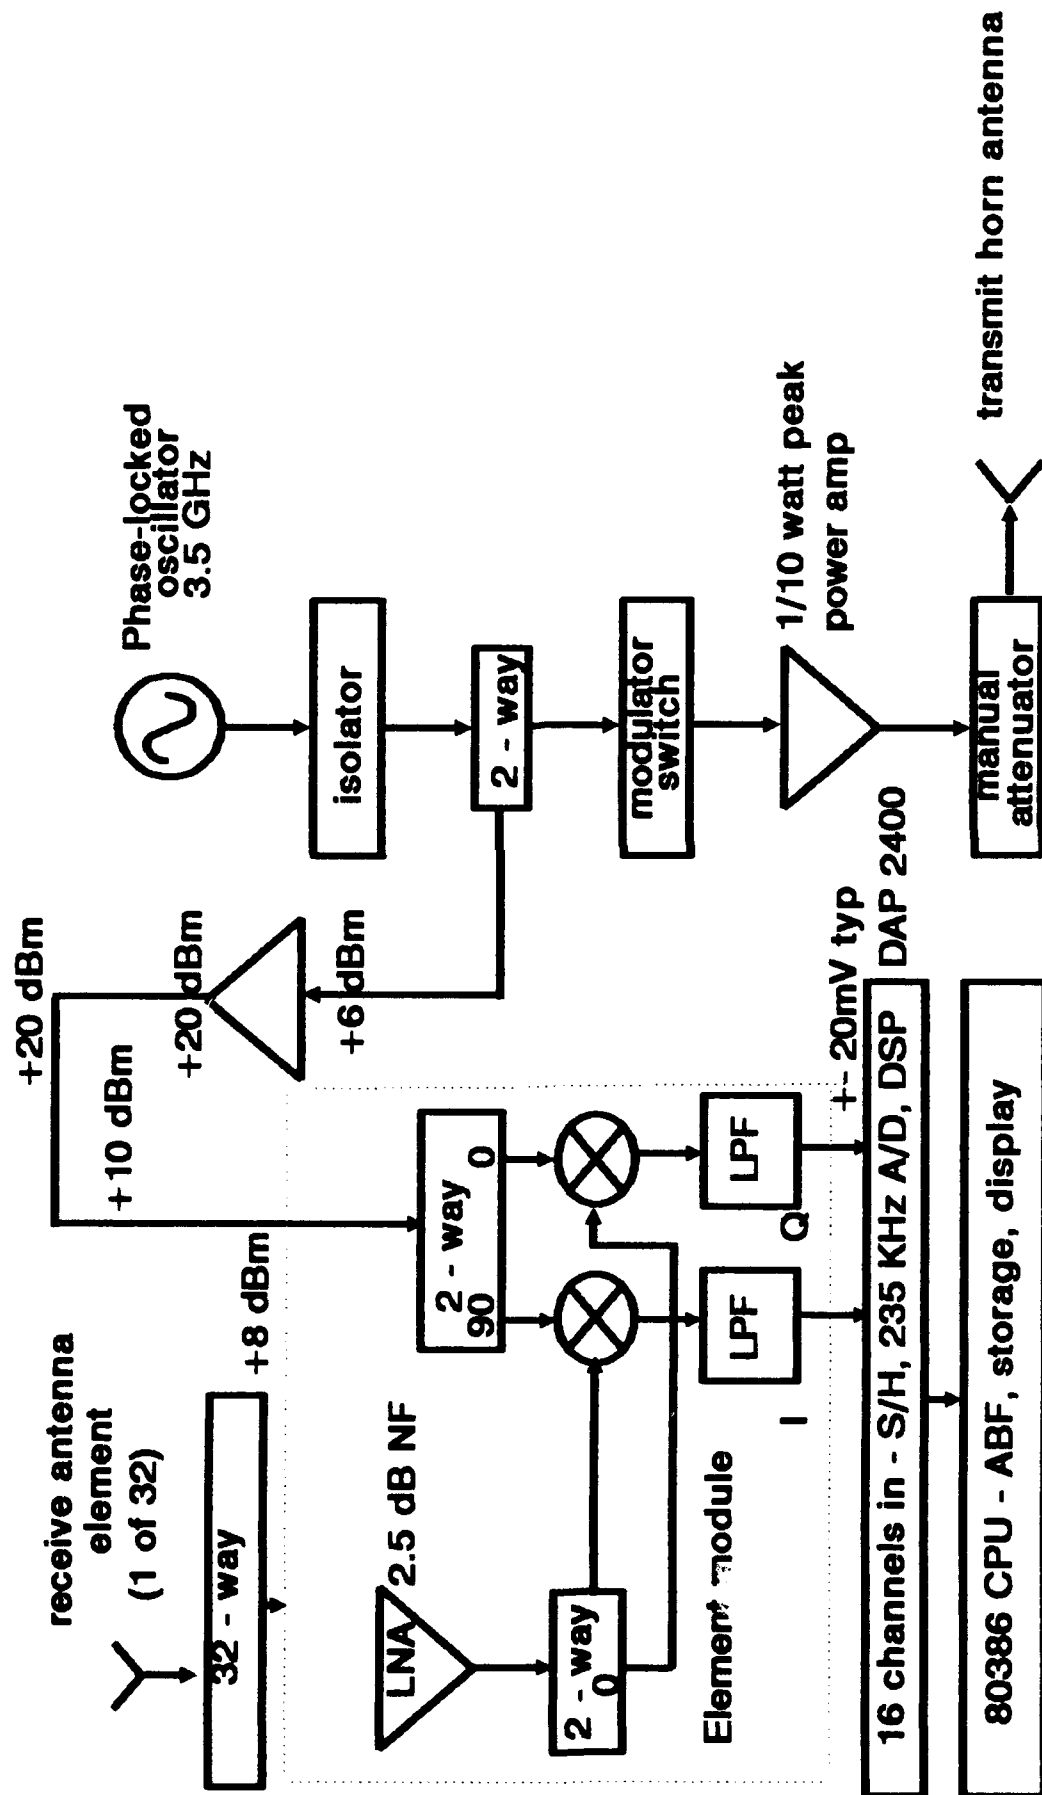 receive antenna
element
(1 of 32)
32 - way
+8 dBm
+10 dBm
+20 dBm
+20 dBm
+6 dBm
Phase-locked
oscillator
3.5 GHz
isolator
2 - way
modulator
switch
1/10 watt peak
power amp
manual
attenuator
transmit horn antenna
LNA
2.5 dB NF
2 - way
0
2 - way
90
0
LPF
I
LPF
Q
Element module
+- 20mV typ
16 channels in - S/H, 235 KHz A/D, DSP
DAP 2400
80386 CPU - ABF, storage, display